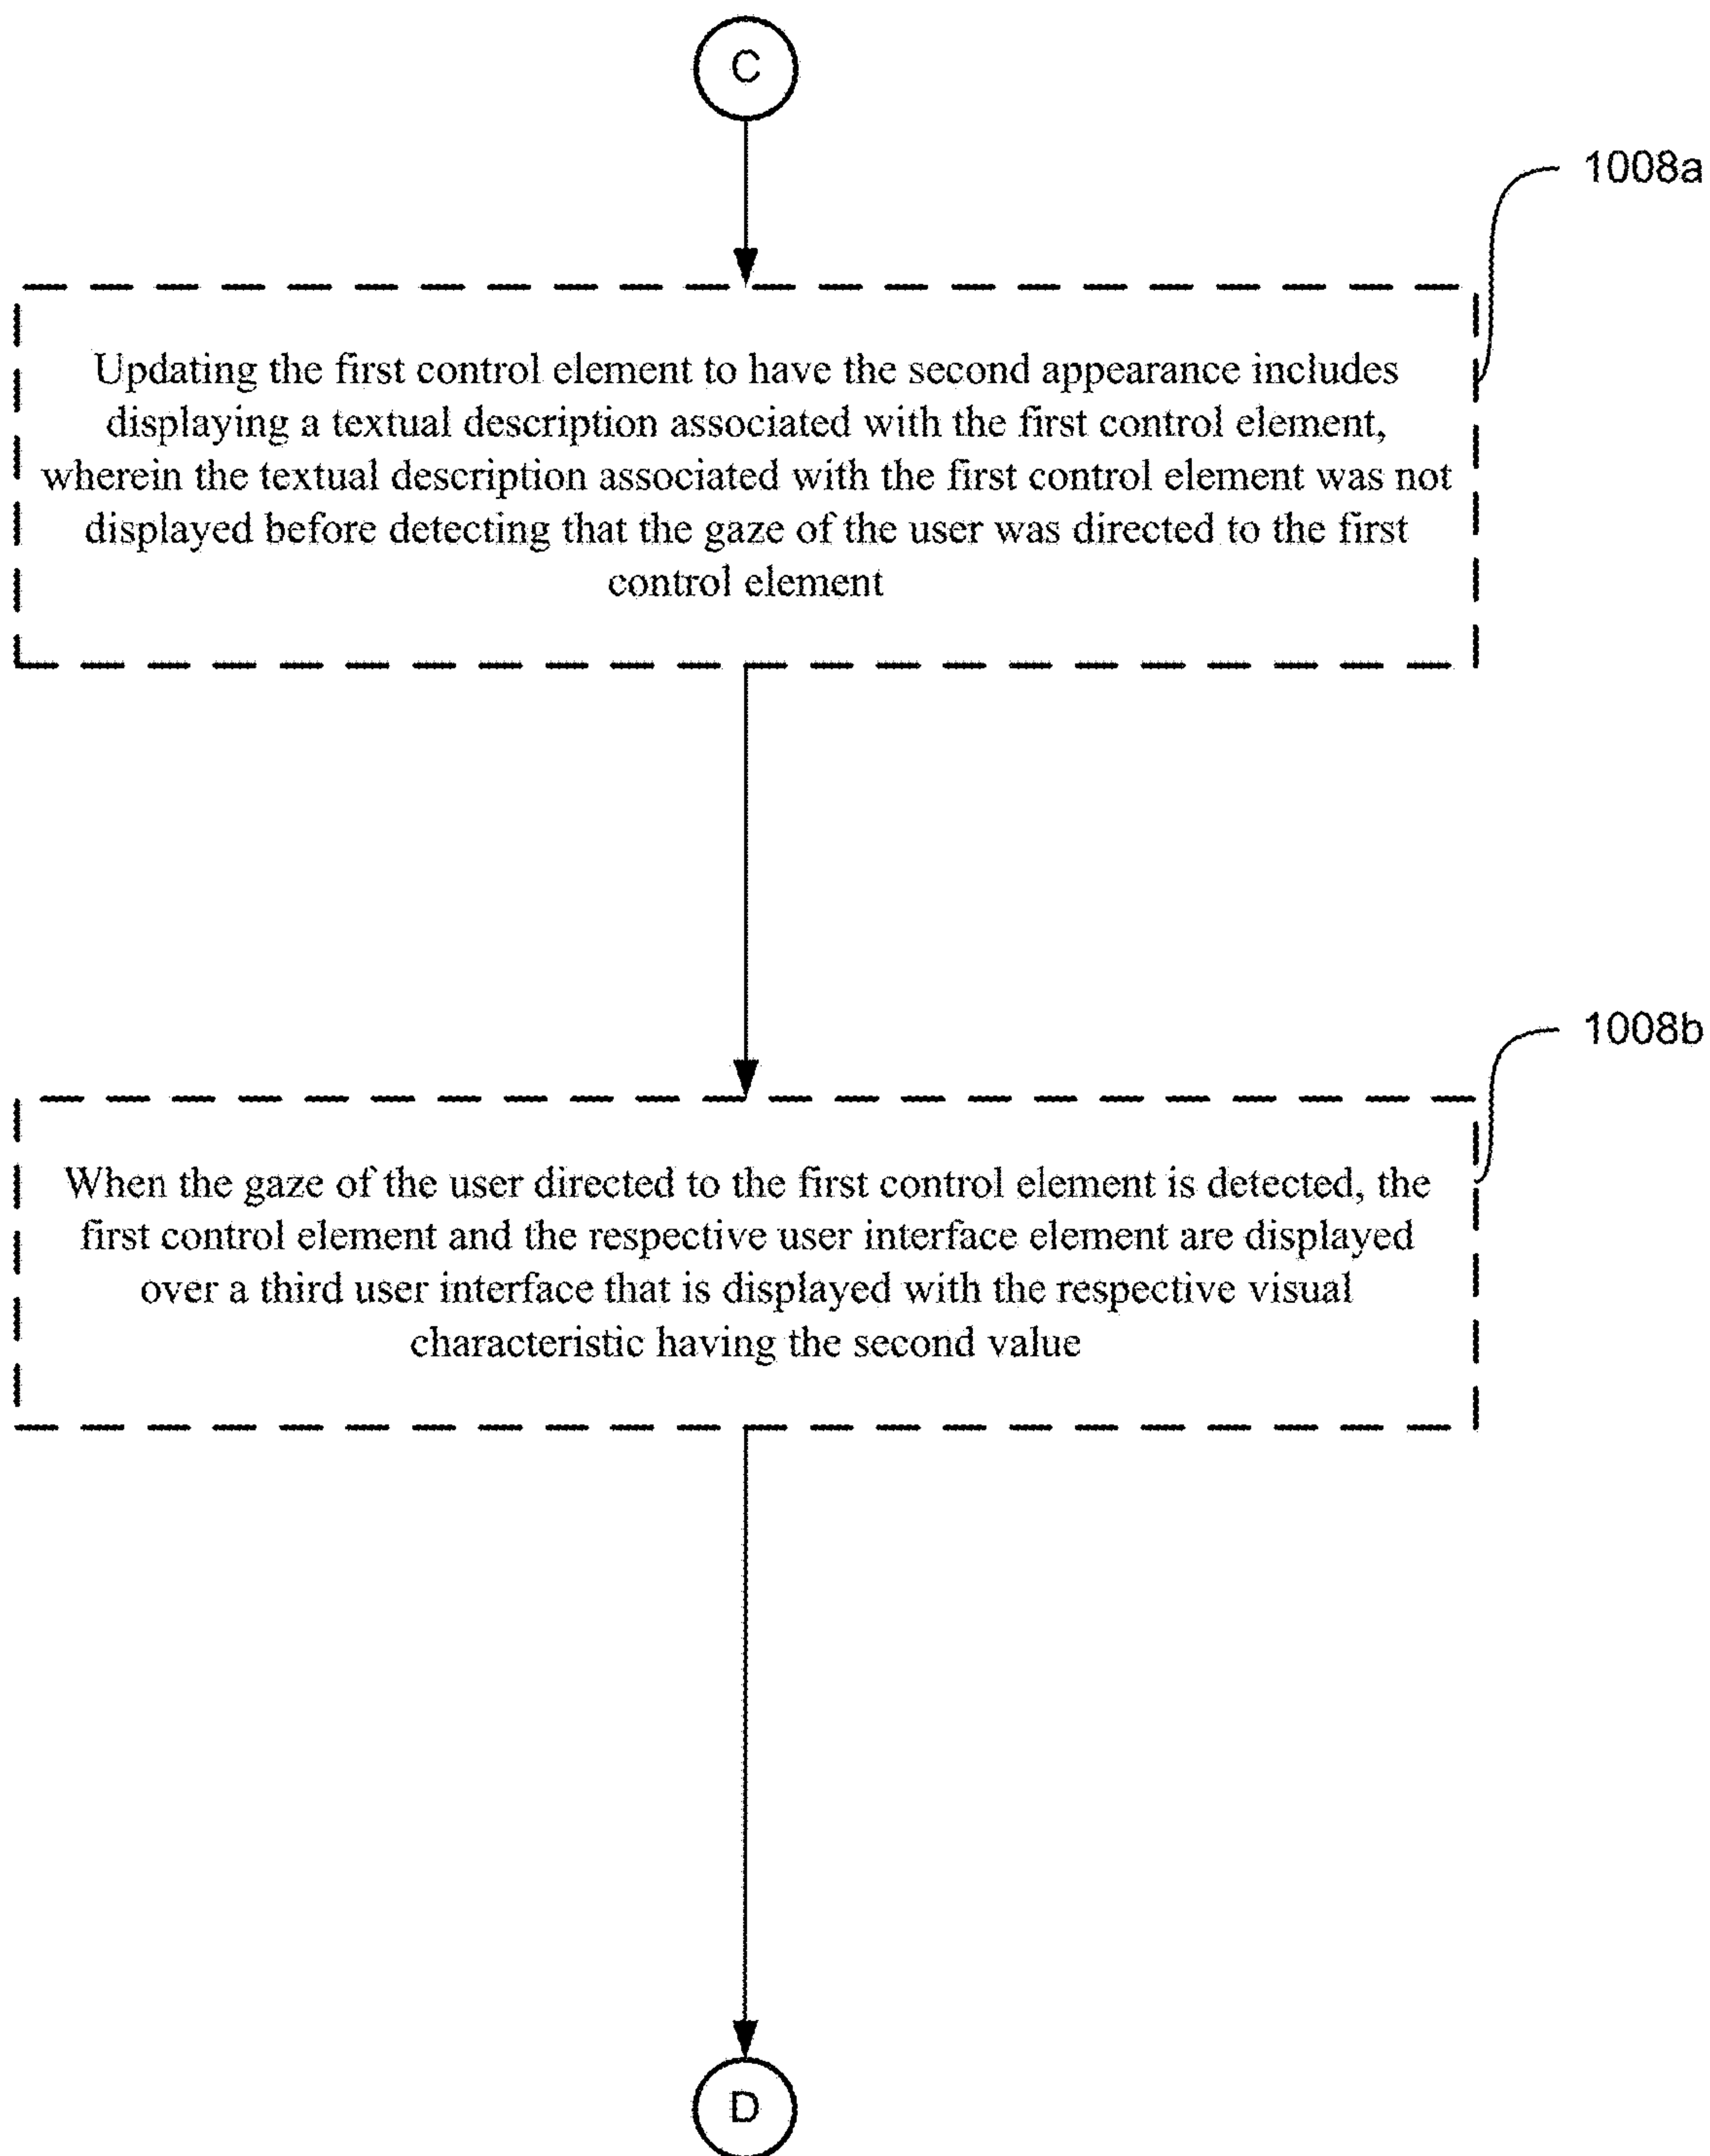 C
1008a
Updating the first control element to have the second appearance includes
displaying a textual description associated with the first control element,
wherein the textual description associated with the first control element was not
displayed before detecting that the gaze of the user was directed to the first
control element
1008b
When the gaze of the user directed to the first control element is detected, the
first control element and the respective user interface element are displayed
over a third user interface that is displayed with the respective visual
characteristic having the second value
D